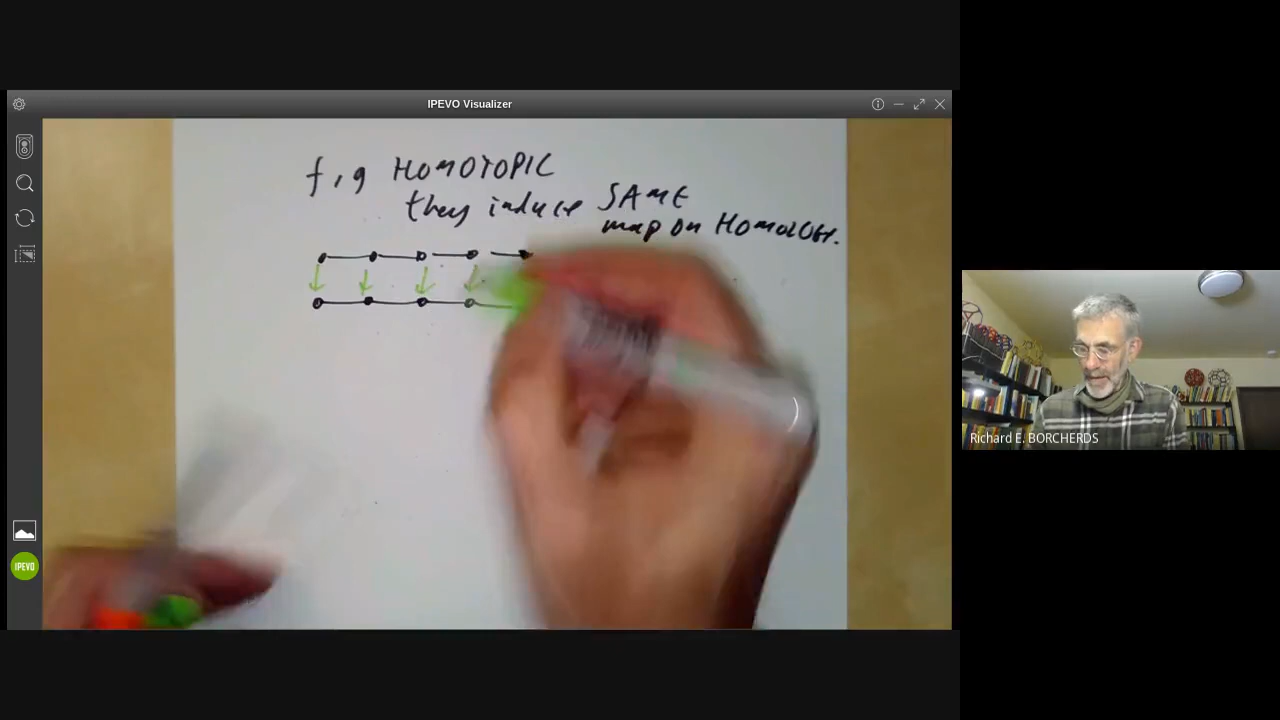 IPEVO Visualizer
f, g HOMOTOPIC
they induce SAME
map on HOMOLOGY.
IPEVO
Richard E. BORCHERDS